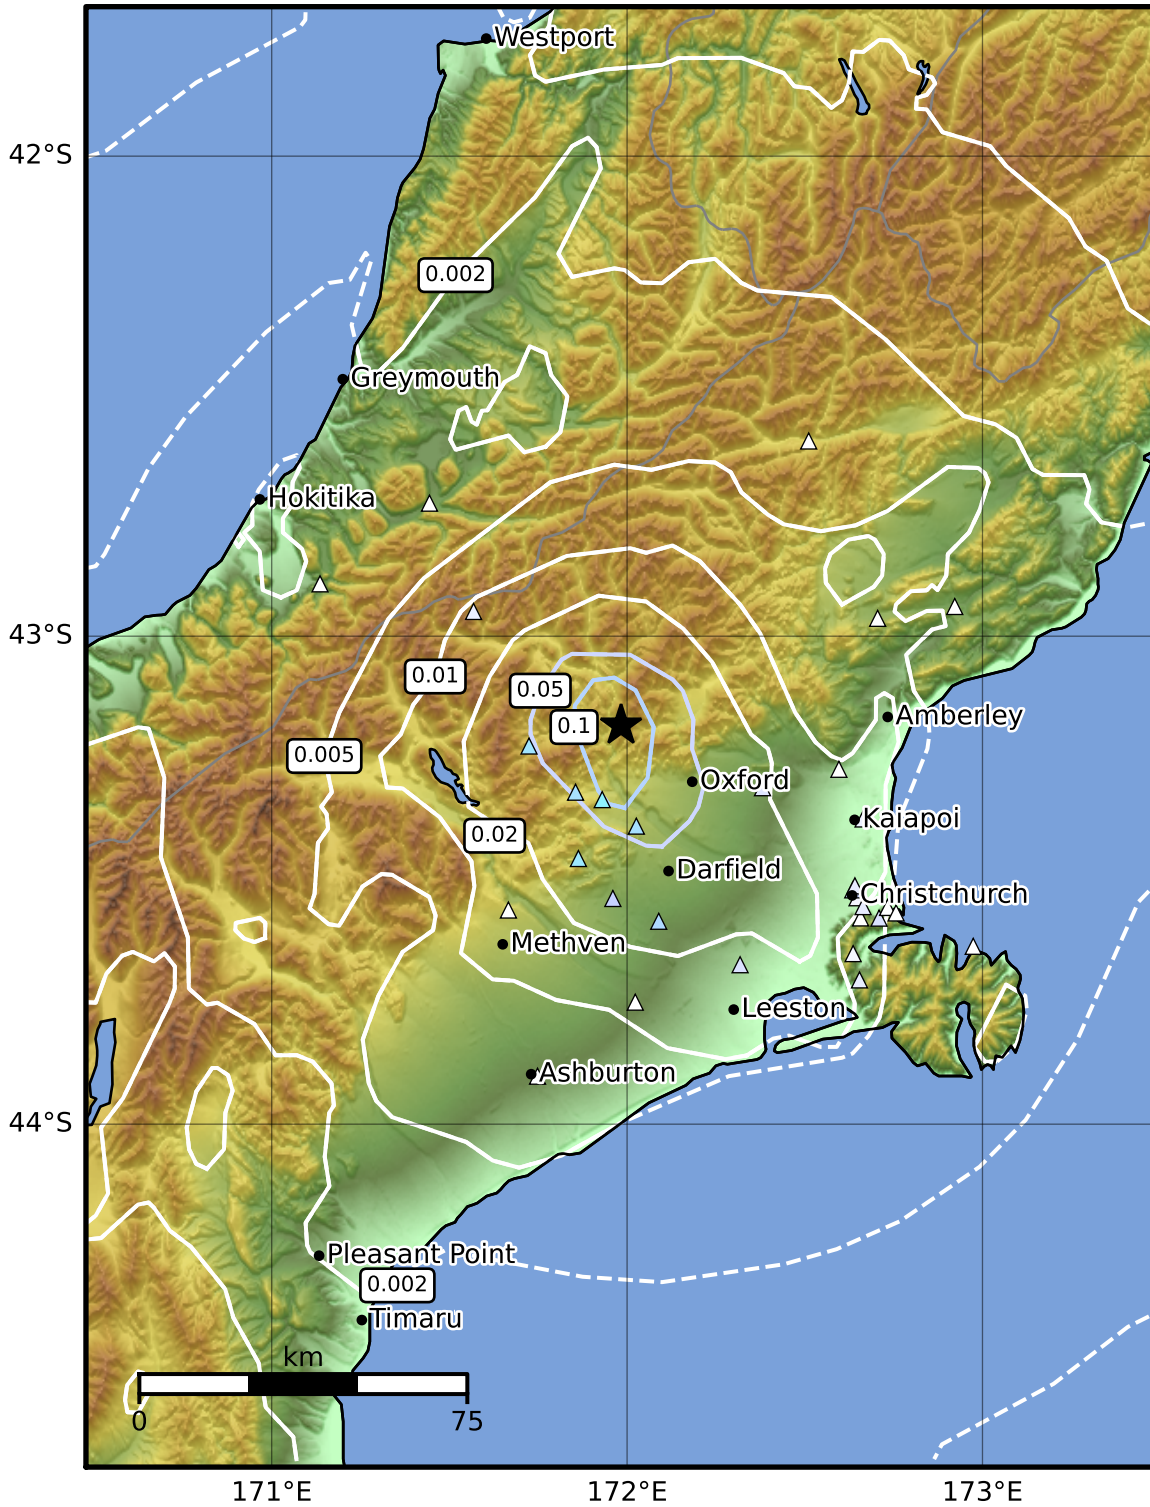 Westport
42°S
0.002
Greymouth
Hokitika
43°S
0.01
0.05
0.1
Amberley
0.005
Oxford
Kaiapoi
0.02
Darfield
Christchurch
Methven
Leeston
Ashburton
44°S
Pleasant Point
0.002
Timaru
km
0 75
171°E 172°E 173°E